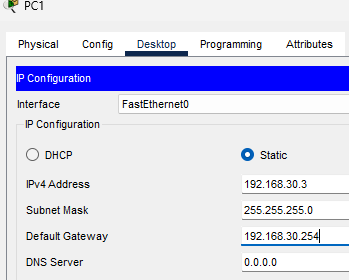 PC1
Physical Config Desktop Programming Attributes
IP Configuration
Interface FastEthernet0
IP Configuration
DHCP Static
IPv4 Address 192.168.30.3
Subnet Mask 255.255.255.0
Default Gateway 192.168.30.254
DNS Server 0.0.0.0